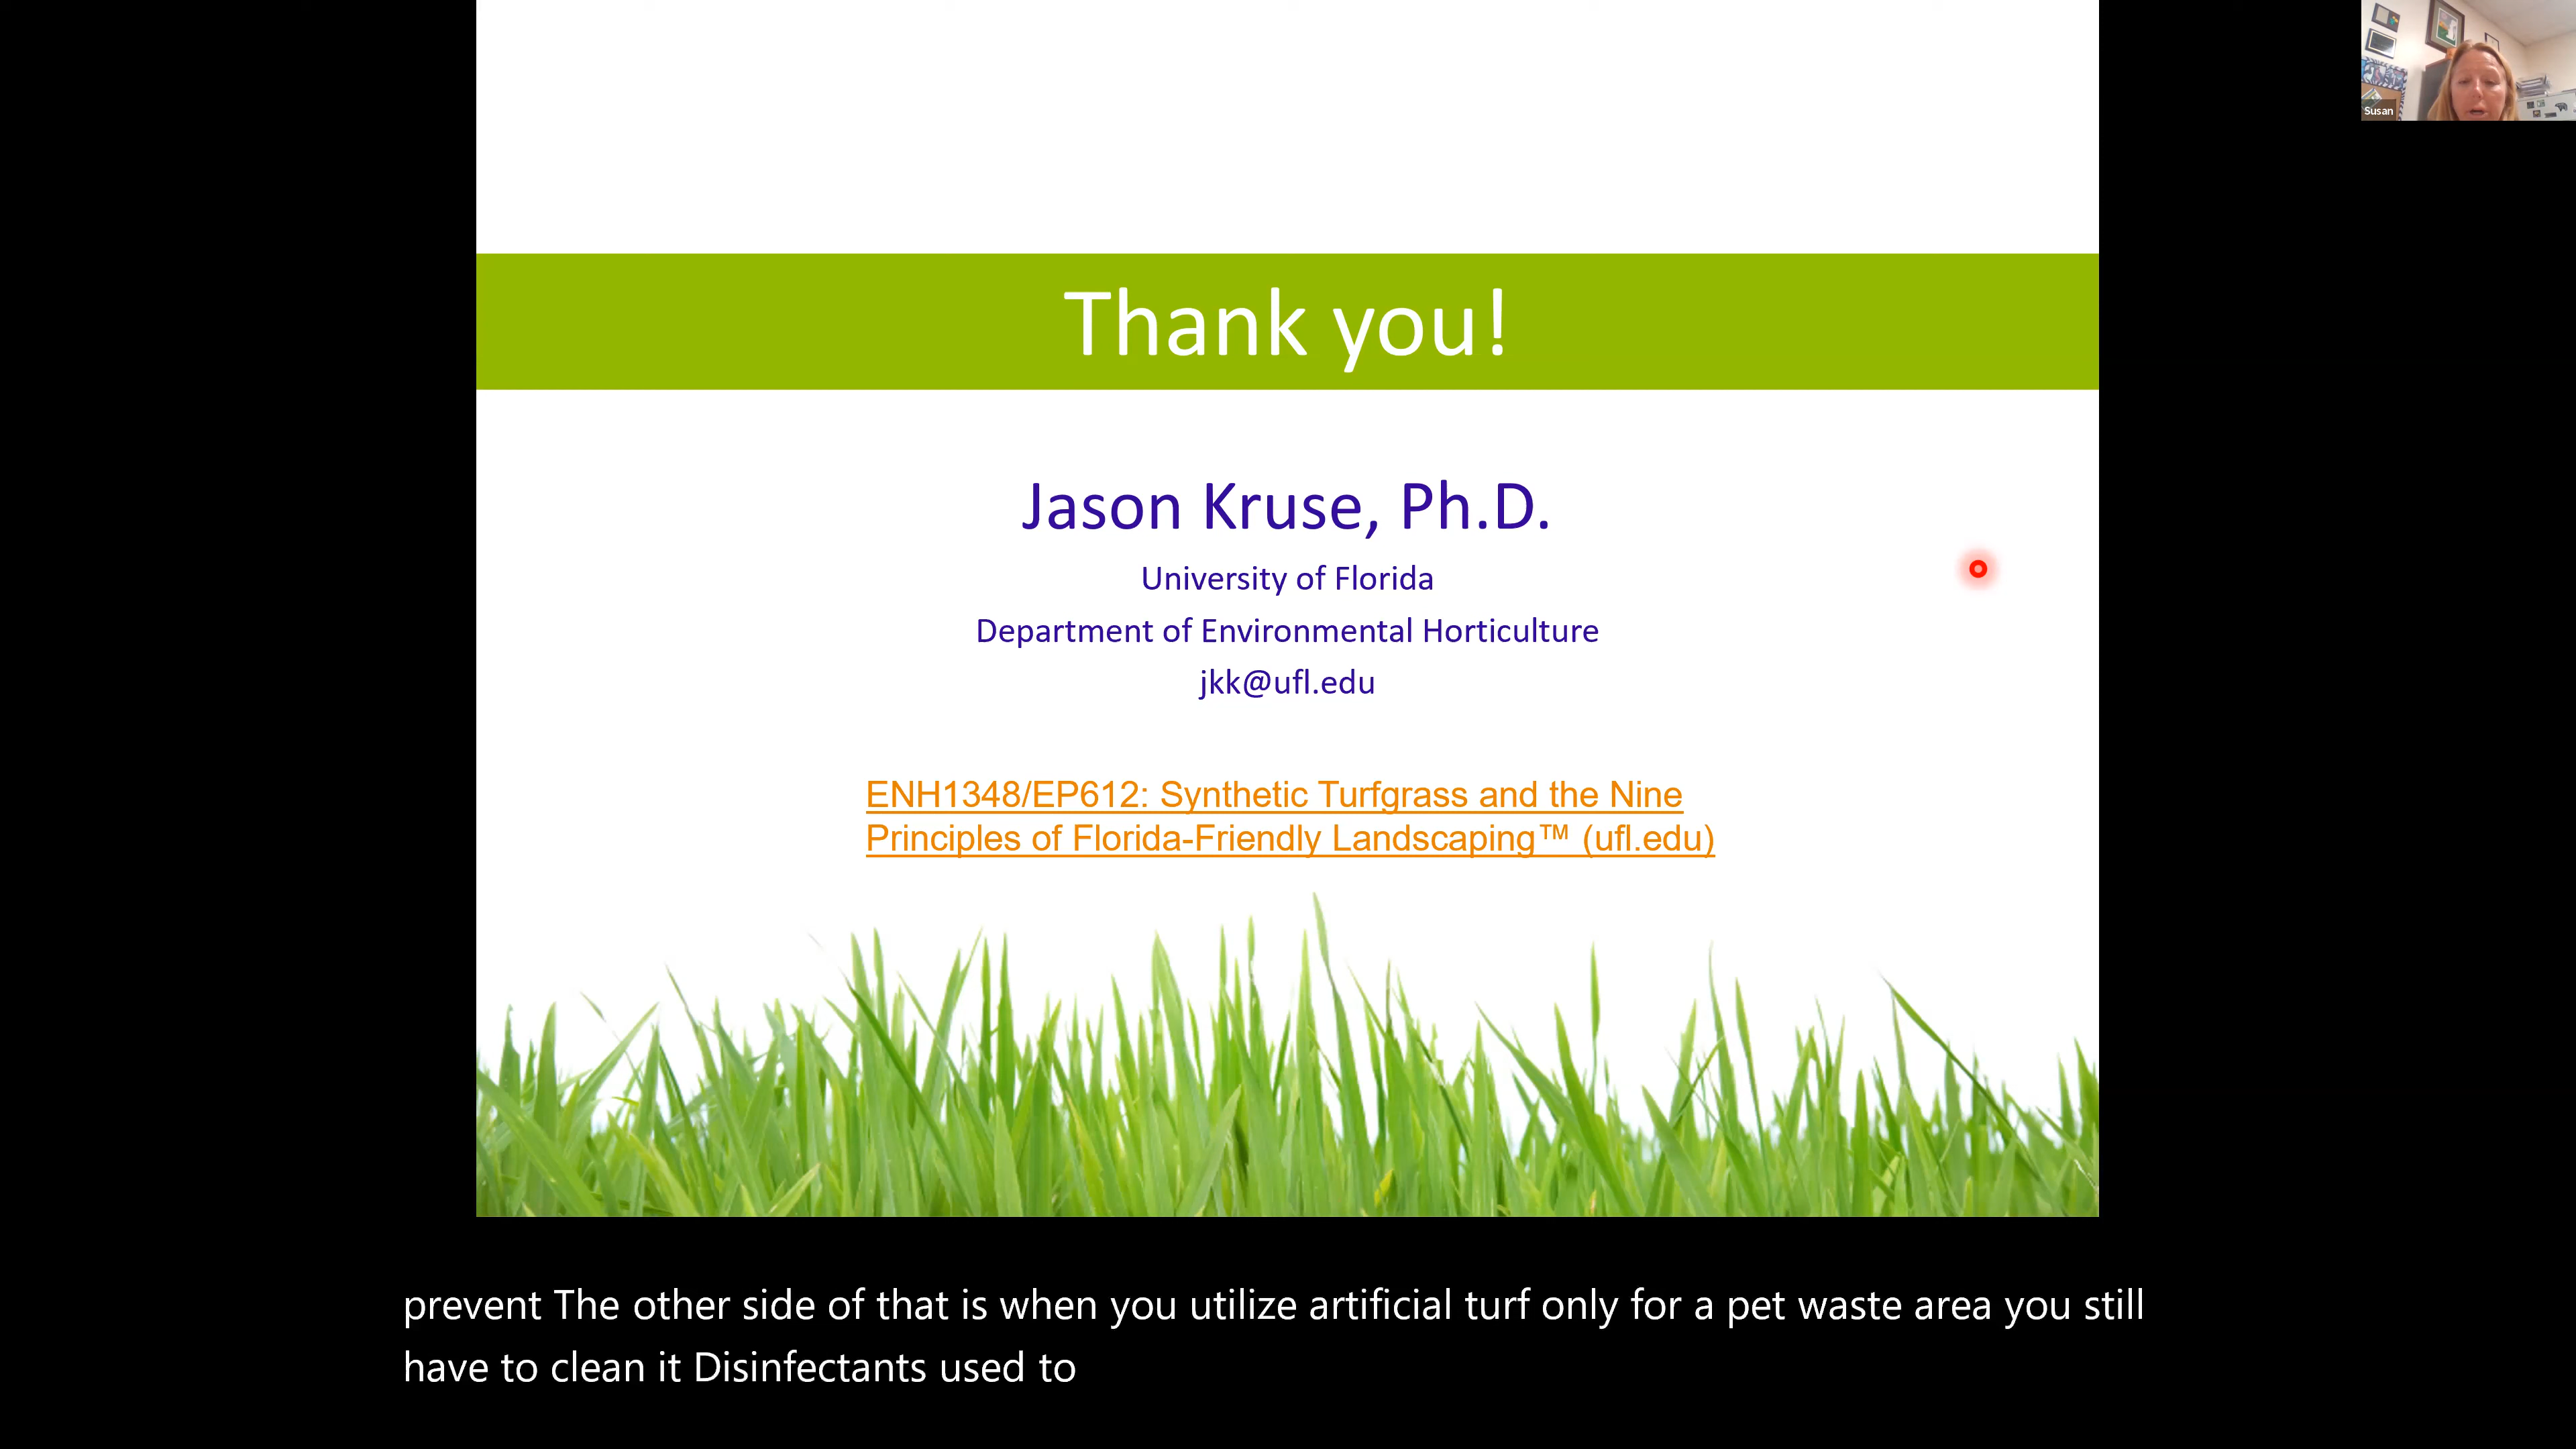 Susan
Thank you!
Jason Kruse, Ph.D.
University of Florida
Department of Environmental Horticulture
jkk@ufl.edu
ENH1348/EP612: Synthetic Turfgrass and the Nine
Principles of Florida-Friendly Landscaping™ (ufl.edu)
prevent The other side of that is when you utilize artificial turf only for a pet waste area you still
have to clean it Disinfectants used to